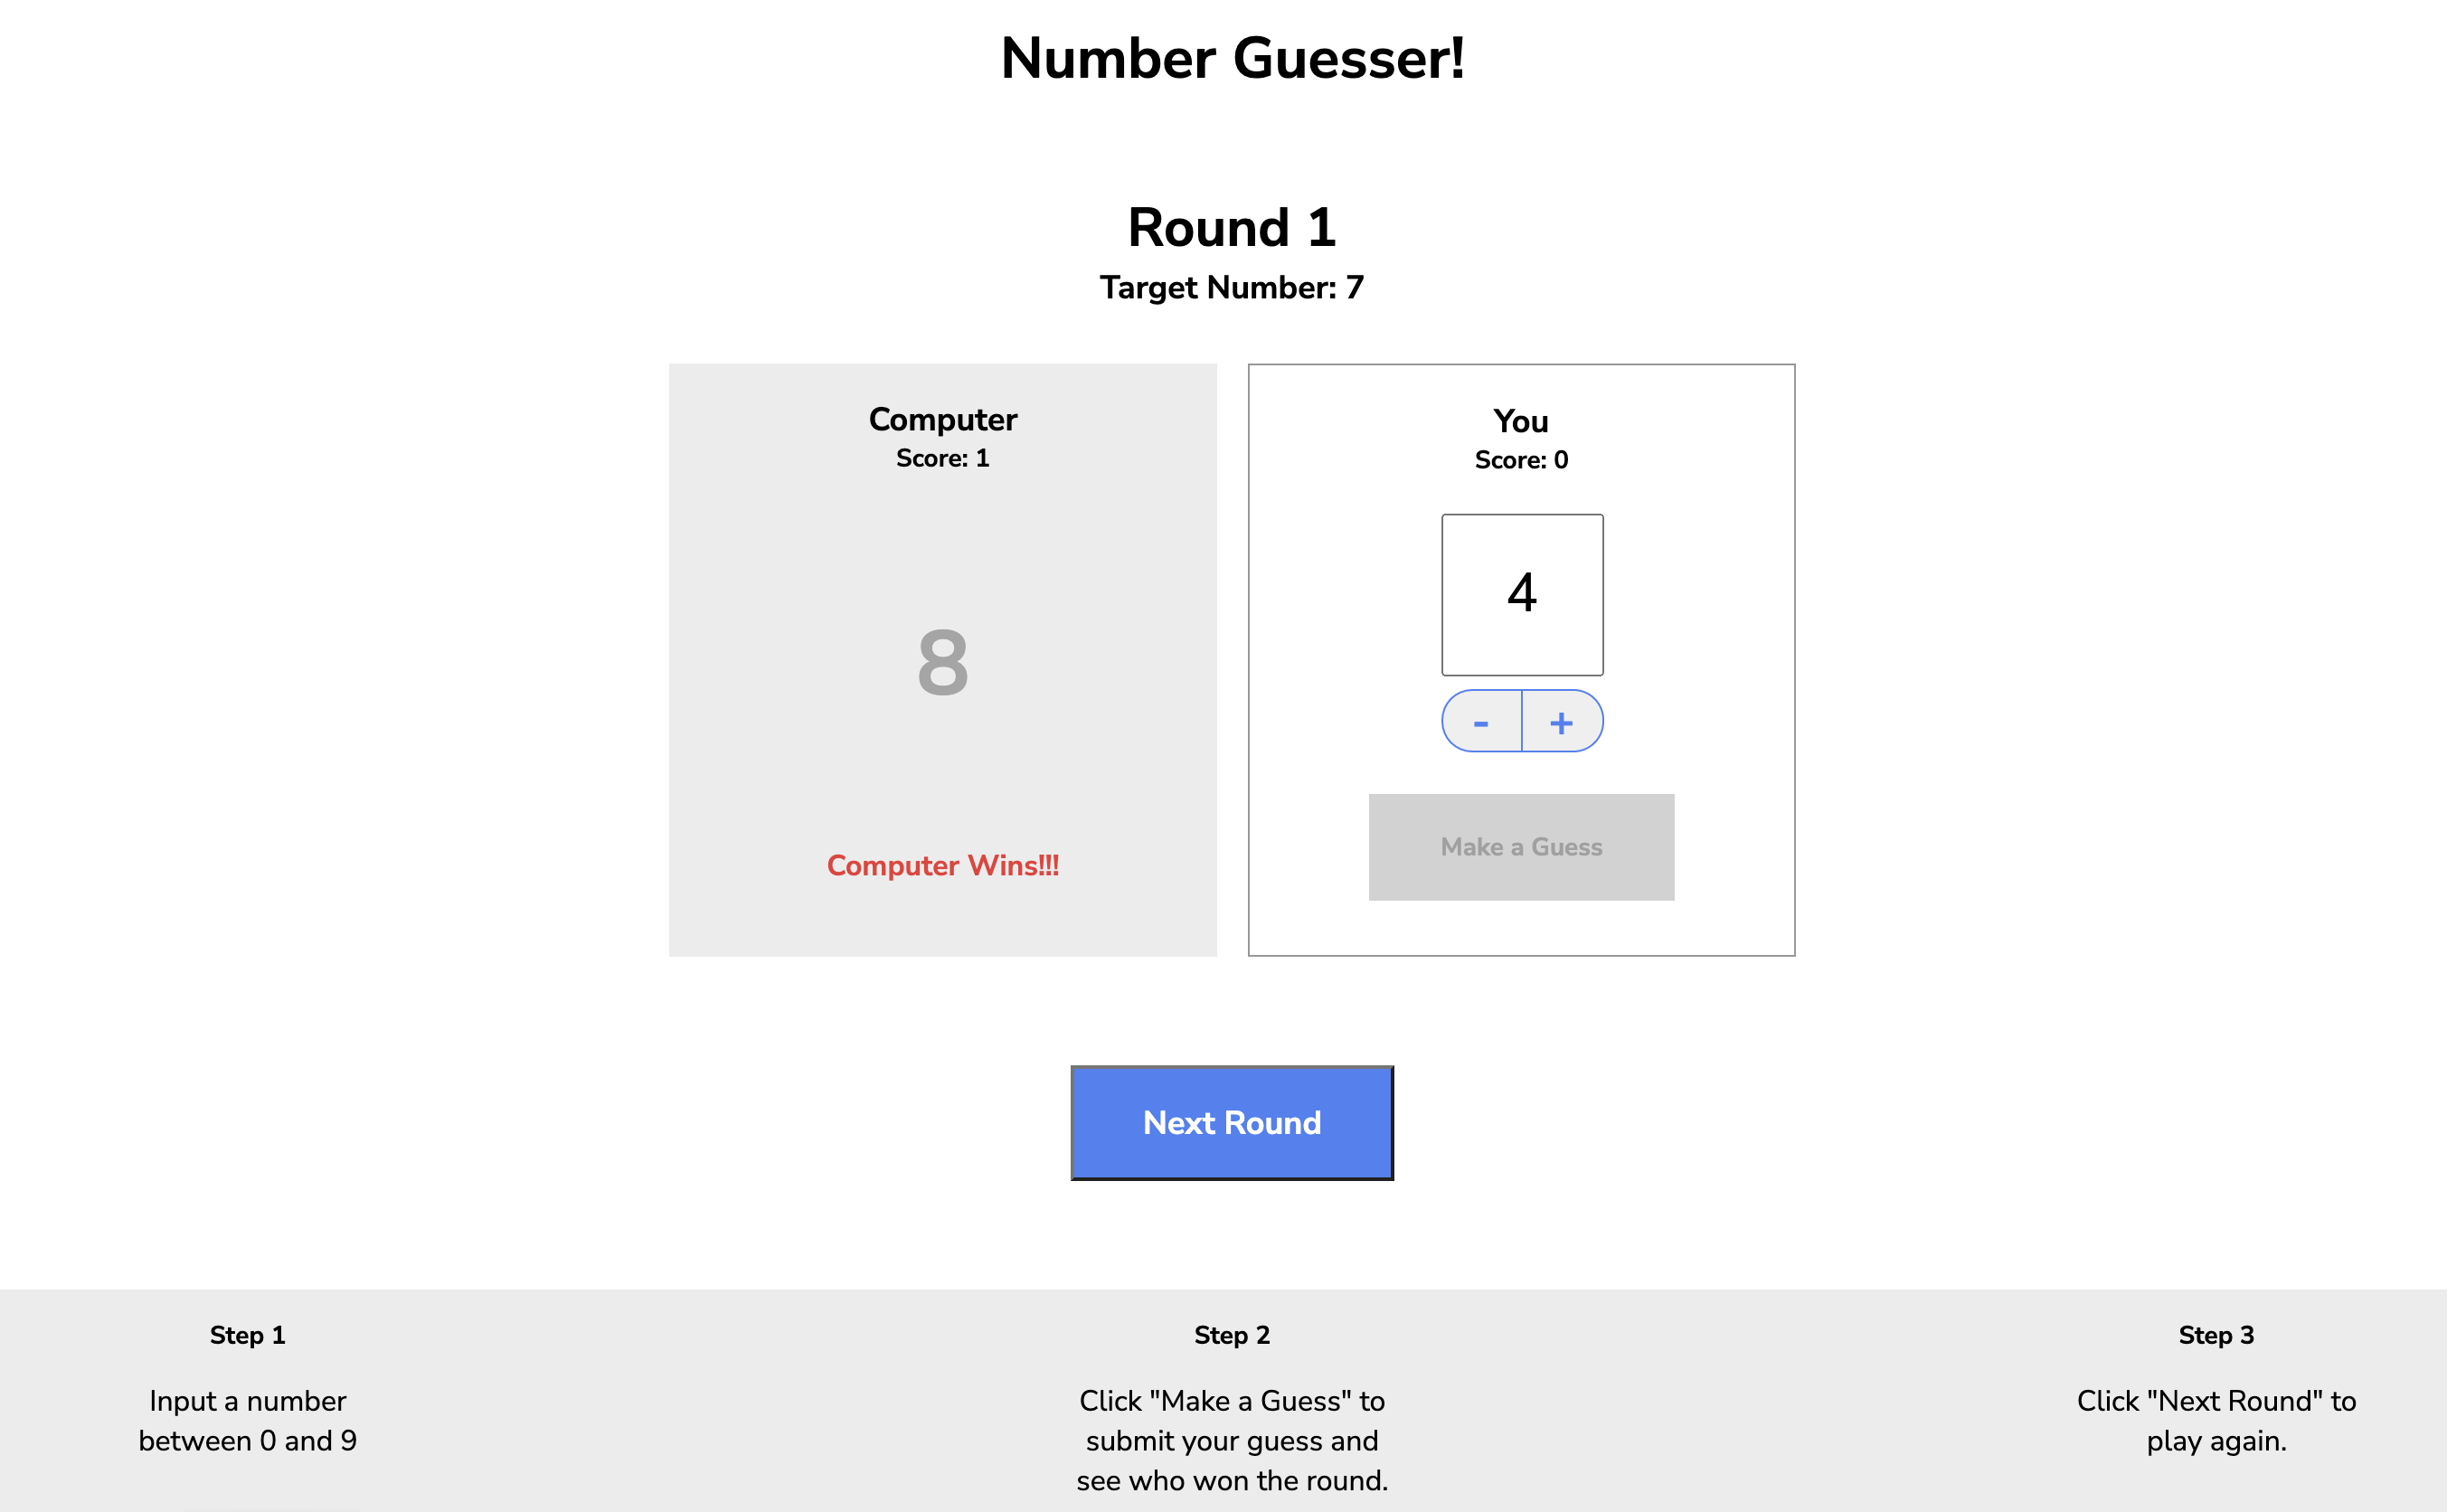 Number Guesser!
Round 1
Target Number: 7
Computer
Score: 1
8
Computer Wins!!!
You
Score: 0
4
- +
Make a Guess
Next Round
Step 1
Input a number
between 0 and 9
Step 2
Click "Make a Guess" to
submit your guess and
see who won the round.
Step 3
Click "Next Round" to
play again.